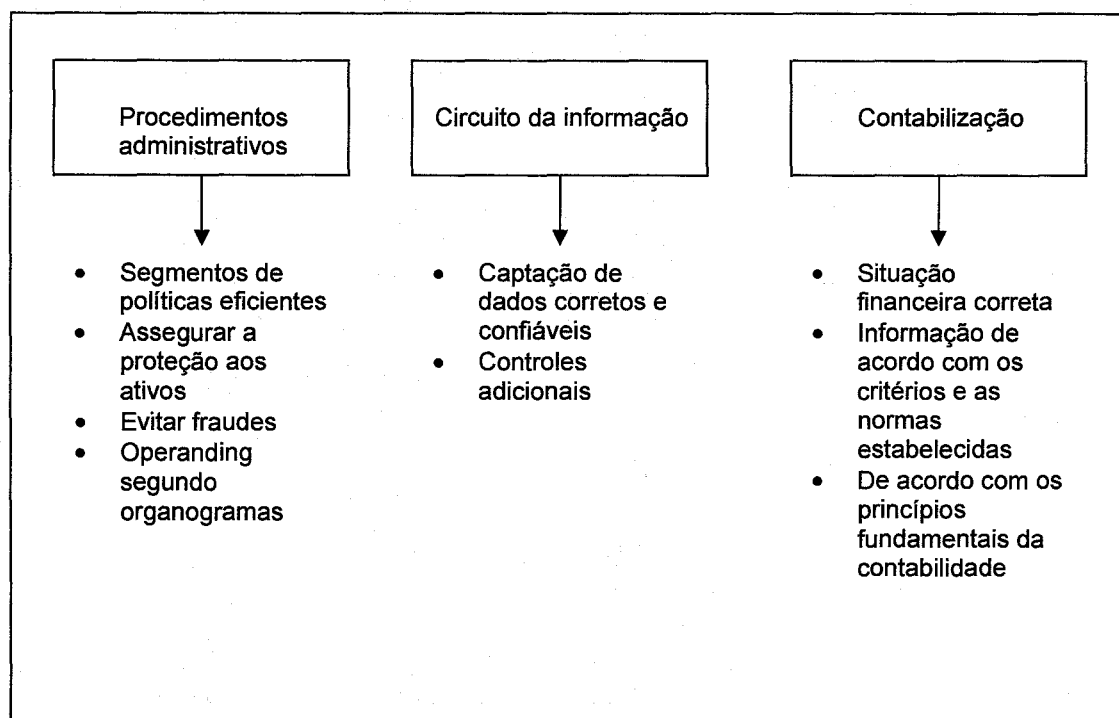 Procedimentos
administrativos
• Segmentos de
políticas eficientes
• Assegurar a
proteção aos
ativos
• Evitar fraudes
• Operanding
segundo
organogramas
Circuito da informação
• Captação de
dados corretos e
confiáveis
• Controles
adicionais
Contabilização
• Situação
financeira correta
• Informação de
acordo com os
critérios e as
normas
estabelecidas
• De acordo com os
princípios
fundamentais da
contabilidade